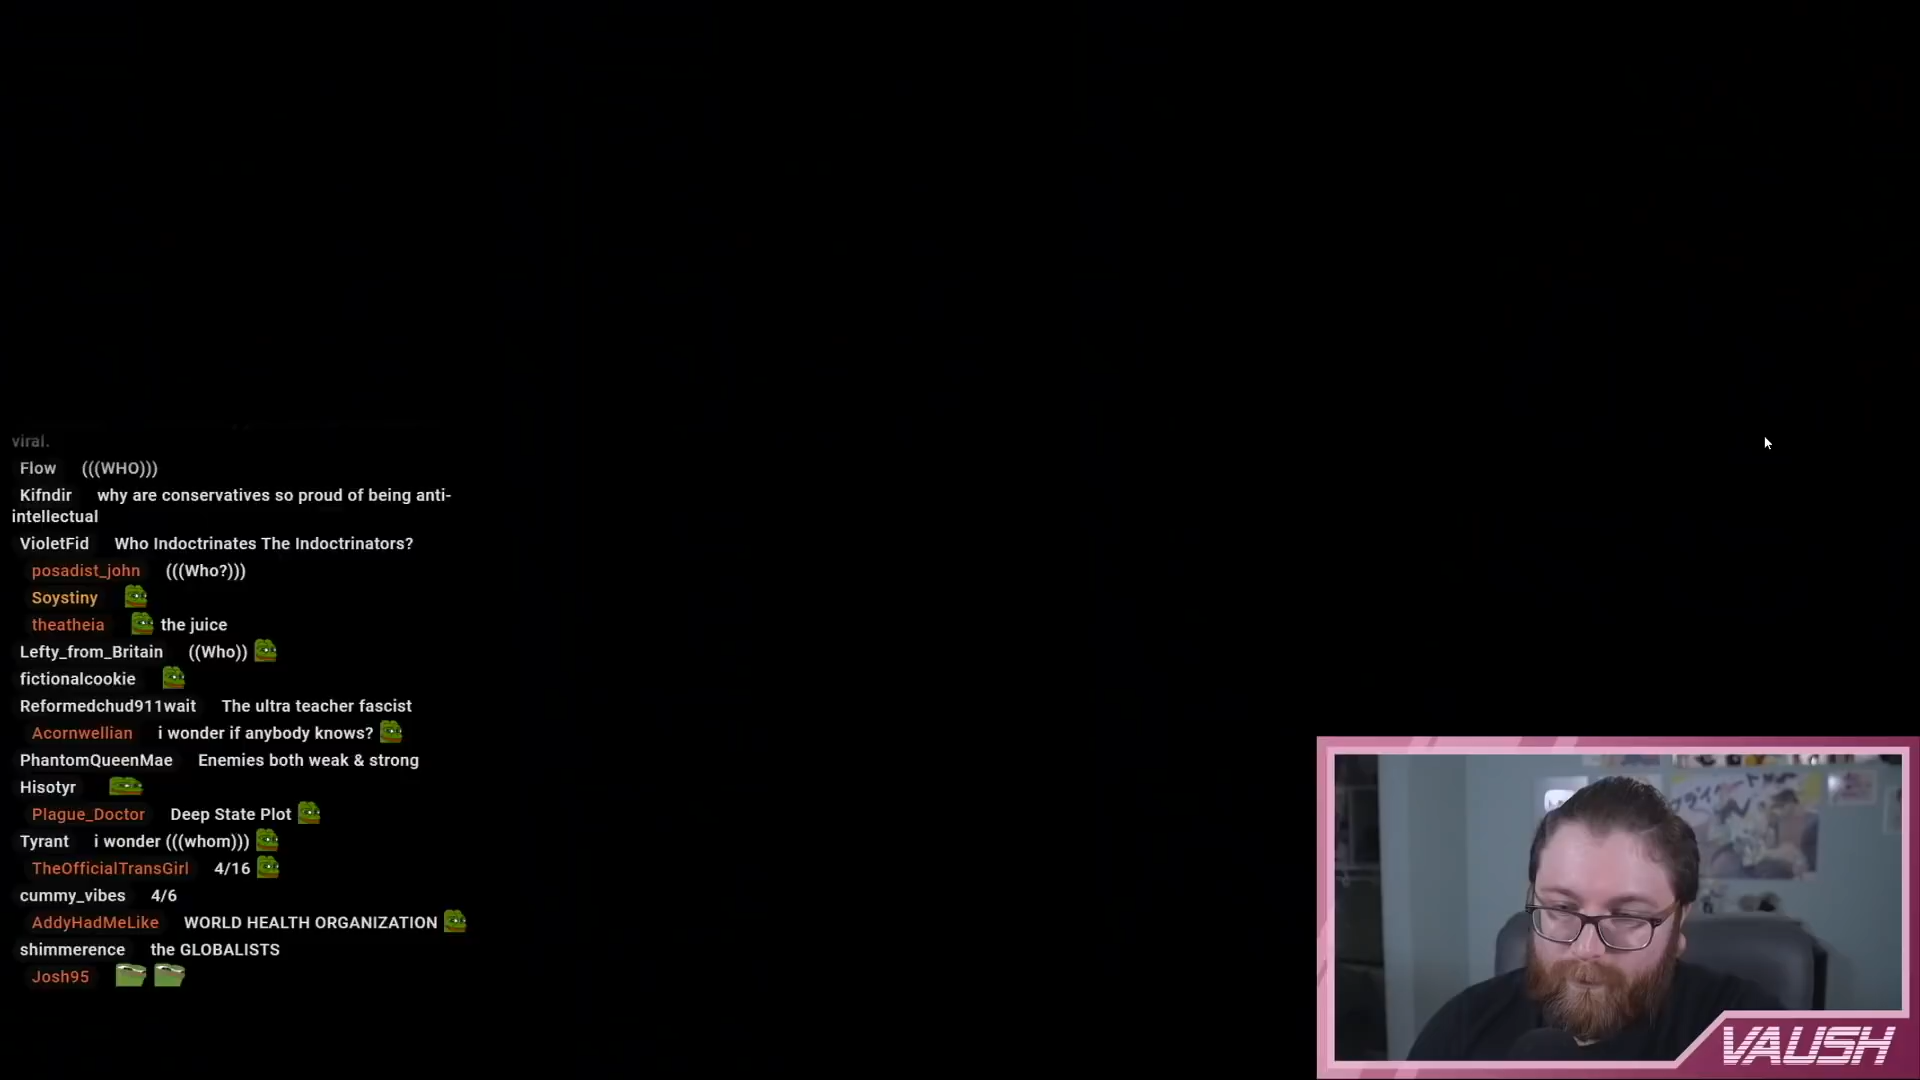 viral.
Flow (((WHO)))
Kifndir why are conservatives so proud of being anti-
intellectual
VioletFid Who Indoctrinates The Indoctrinators?
posadist_john (((Who?)))
Soystiny
theatheia the juice
Lefty_from_Britain ((Who))
fictionalcookie
Reformedchud911wait The ultra teacher fascist
Acornwellian i wonder if anybody knows?
PhantomQueenMae Enemies both weak & strong
Hisotyr
Plague_Doctor Deep State Plot
Tyrant i wonder (((whom)))
TheOfficialTransGirl 4/16
cummy_vibes 4/6
AddyHadMeLike WORLD HEALTH ORGANIZATION
shimmerence the GLOBALISTS
Josh95
VAUSH